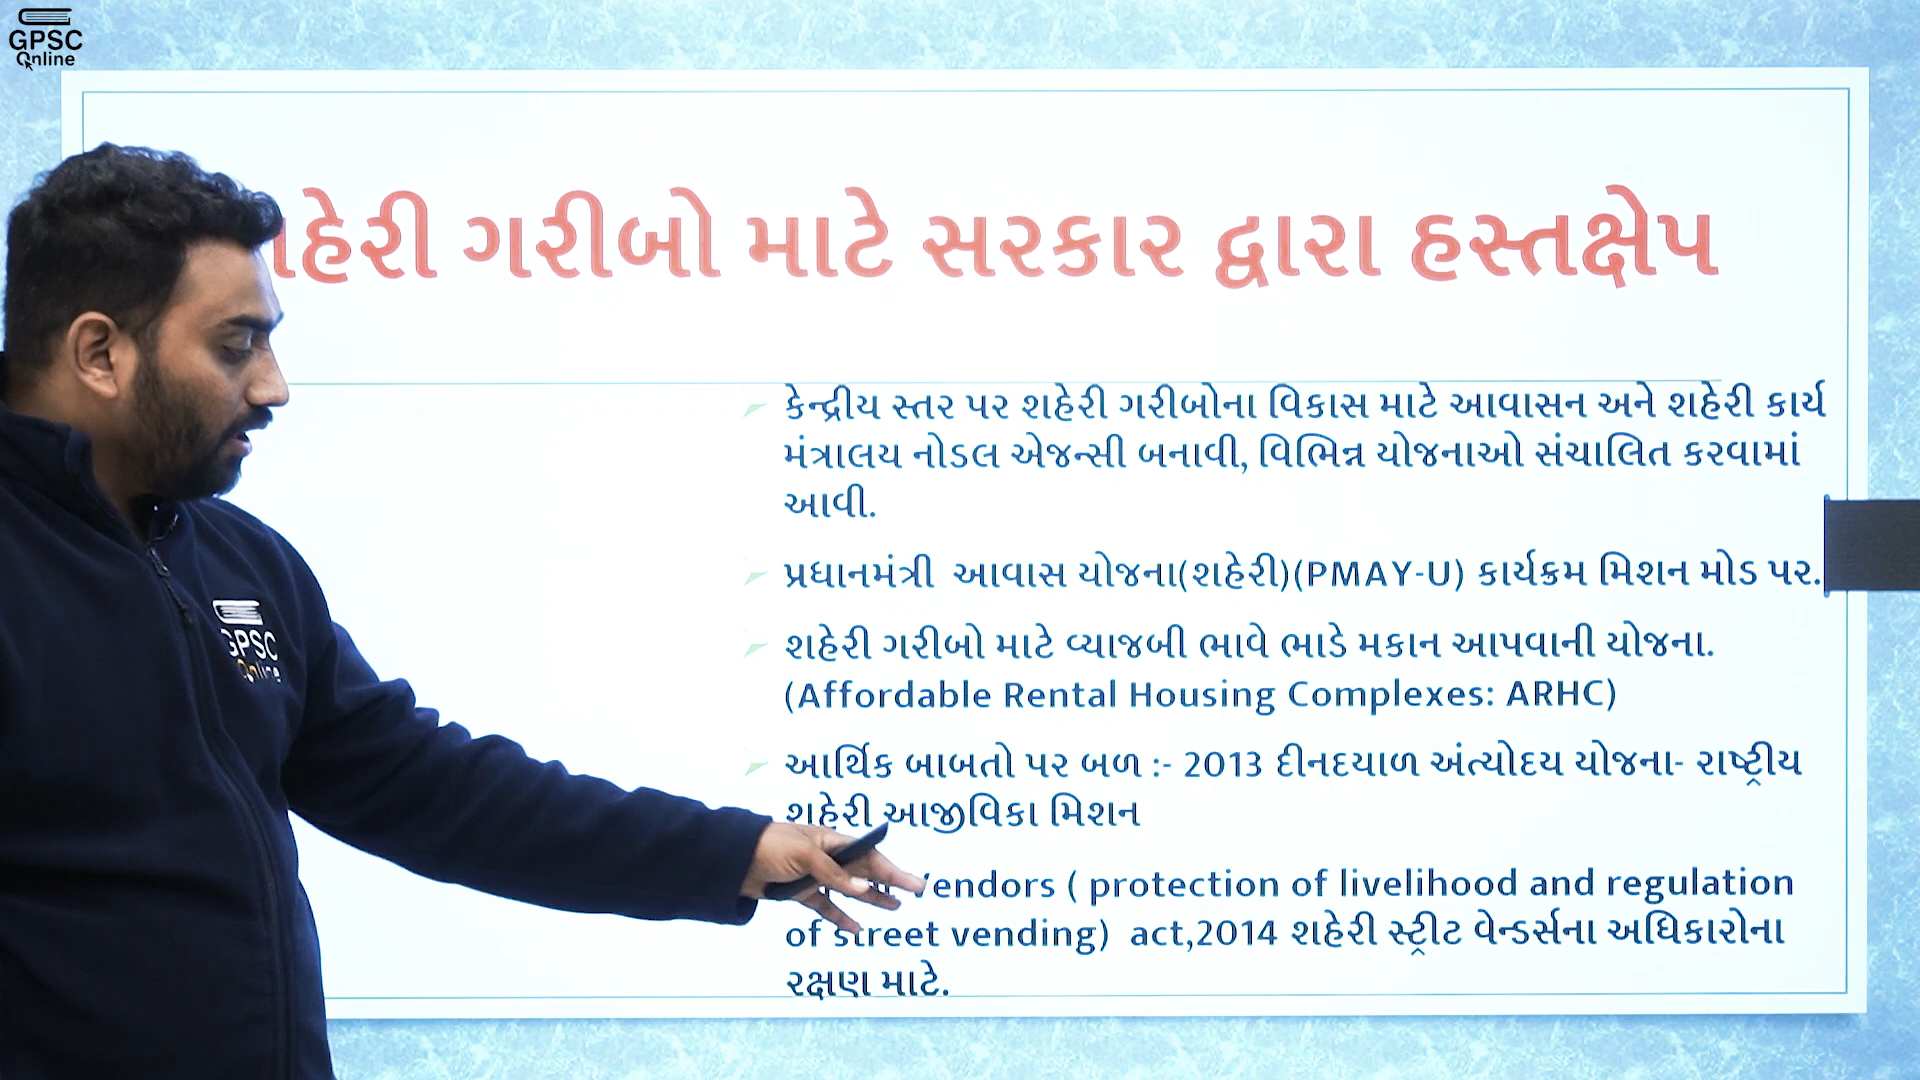 GPSC
Online
ગરીબો માટે સરકાર દ્વારા હસ્તક્ષેપ
કેન્દ્રીય સ્તર પર શહેરી ગરીબોના વિકાસ માટે આવાસન અને શહેરી કાર્ય
મંત્રાલય નોડલ એજન્સી બનાવી, વિભિન્ન યોજનાઓ સંચાલિત કરવામાં
આવી.
પ્રધાનમંત્રી આવાસ યોજના(શહેરી)(PMAY-U) કાર્યક્રમ મિશન મોડ પર.
શહેરી ગરીબો માટે વ્યાજબી ભાવે ભાડે મકાન આપવાની યોજના.
(Affordable Rental Housing Complexes: ARHC)
આર્થિક બાબતો પર બળ :- 2013 દીનદયાળ અંત્યોદય યોજના- રાષ્ટ્રીય
શહેરી આજીવિકા મિશન
Vendors ( protection of livelihood and regulation
of street vending) act,2014 શહેરી સ્ટ્રીટ વેન્ડર્સના અધિકારોના
રક્ષણ માટે.
GPSC
Online